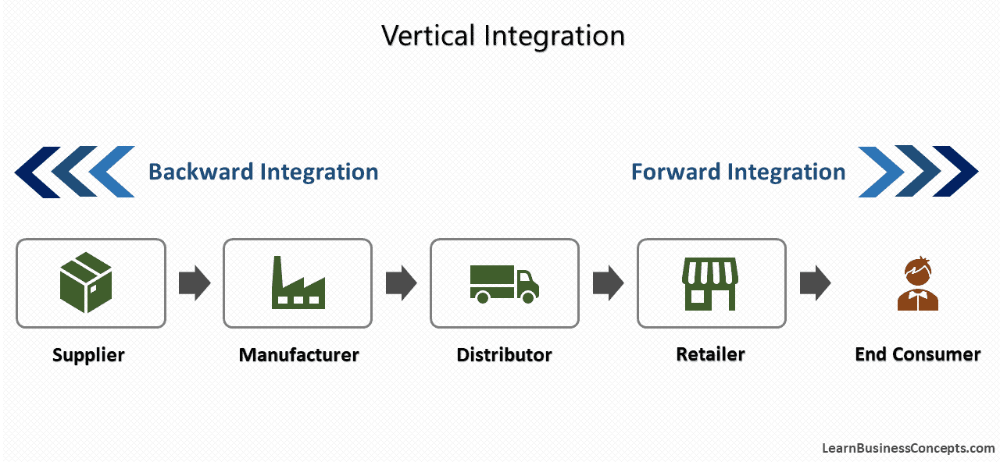 Vertical Integration
Backward Integration
Forward Integration
Supplier
Manufacturer
Distributor
Retailer
End Consumer
LearnBusinessConcepts.com